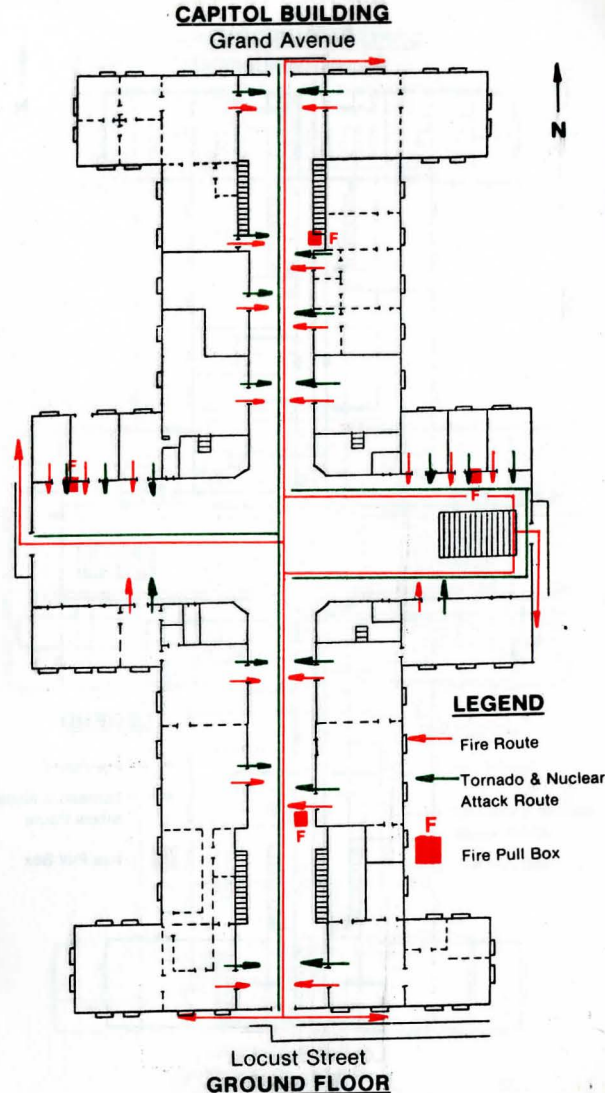 CAPITOL BUILDING
Grand Avenue
N
F
F
F
LEGEND
Fire Route
Tornado & Nuclear
Attack Route
F
Fire Pull Box
F
Locust Street
GROUND FLOOR